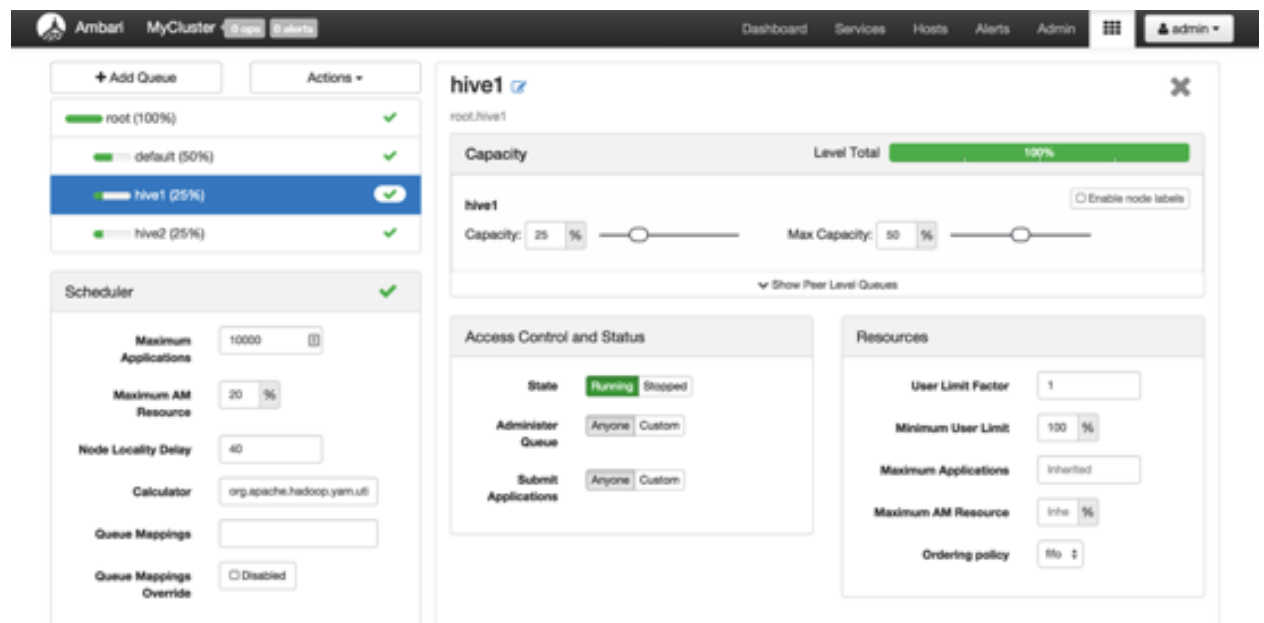 Ambari MyCluster 0 ops 0 alerts Dashboard Services Hosts Alerts Admin admin
+ Add Queue Actions
root (100%)
default (50%)
hive1 (25%)
hive2 (25%)
Scheduler
Maximum Applications 10000
Maximum AM Resource 20 %
Node Locality Delay 40
Calculator org.apache.hadoop.yarn.uti
Queue Mappings
Queue Mappings Override Disabled
hive1
root.hive1
Capacity Level Total 100%
hive1 Enable node labels
Capacity: 25 % Max Capacity: 50 %
Show Peer Level Queues
Access Control and Status
State Running Stopped
Administer Queue Anyone Custom
Submit Applications Anyone Custom
Resources
User Limit Factor 1
Minimum User Limit 100 %
Maximum Applications Inherited
Maximum AM Resource Inhe %
Ordering policy fifo